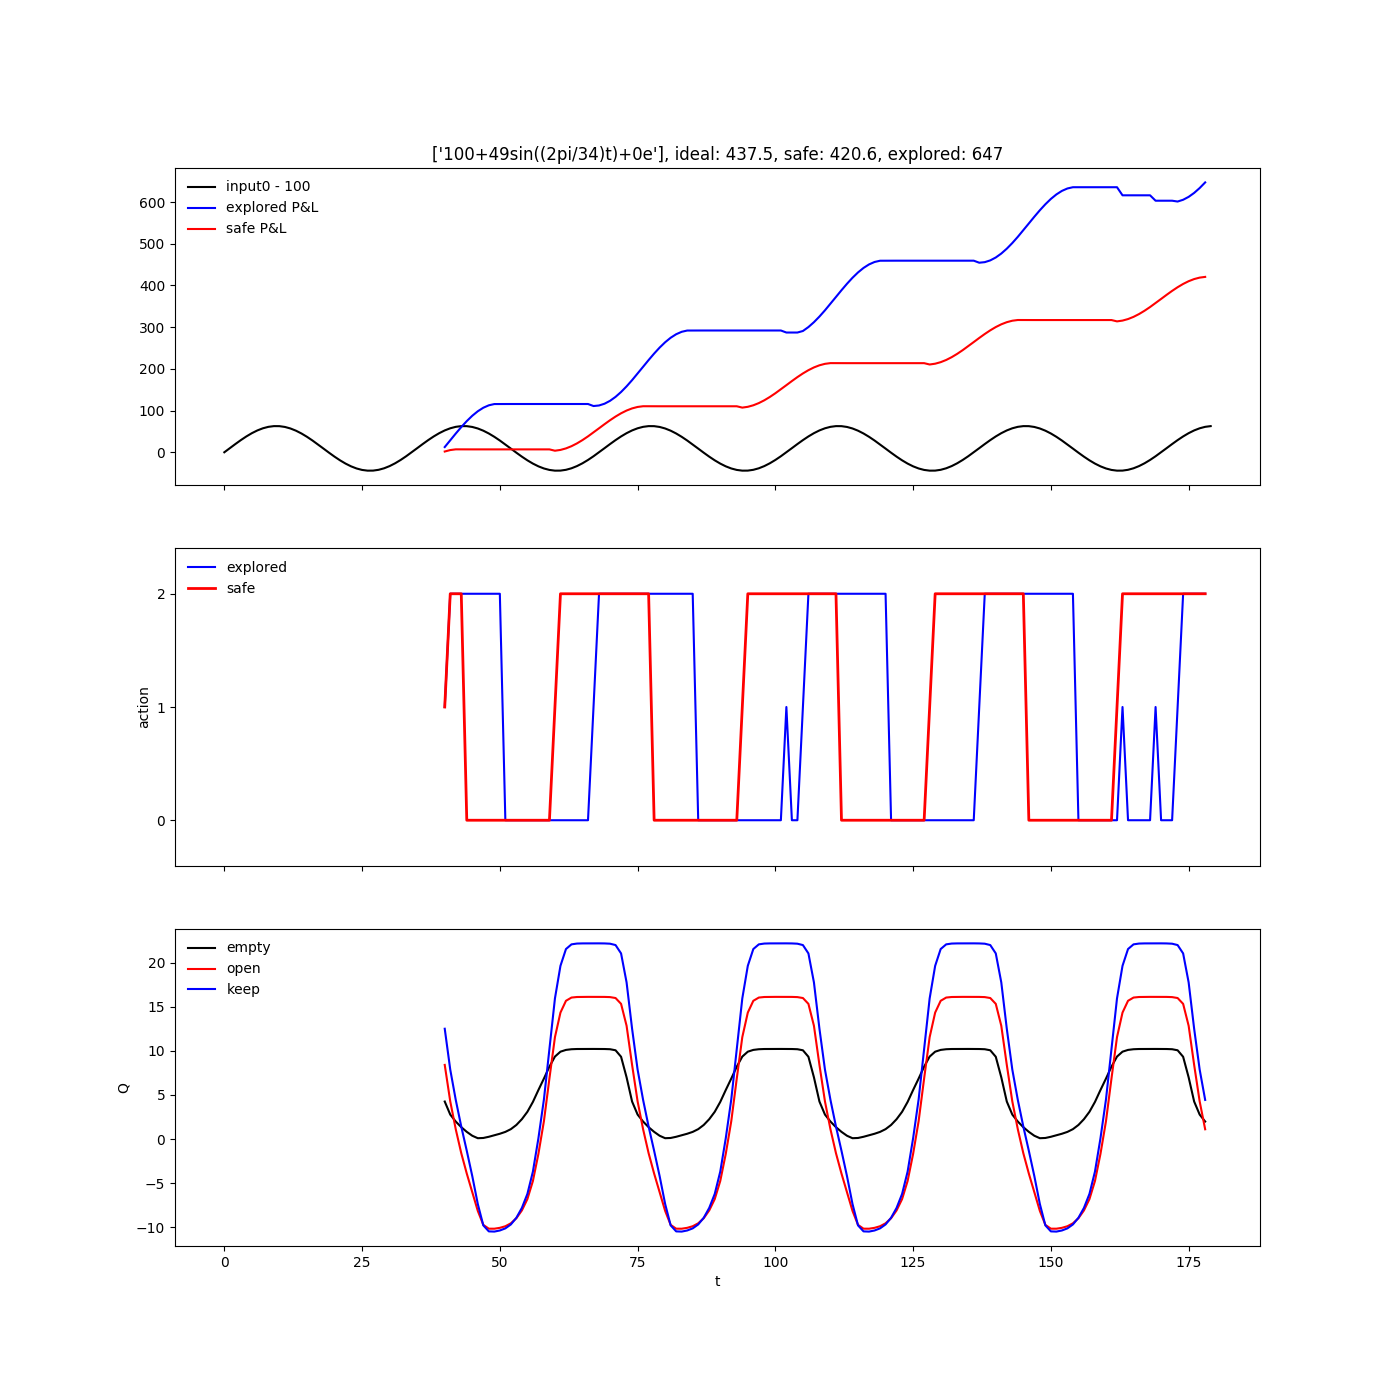 ['100+49sin((2pi/34)t)+0e'], ideal: 437.5, safe: 420.6, explored: 647
input0 - 100
explored P&L
safe P&L
600
500
400
300
200
100
0
explored
safe
2
1
0
action
empty
open
keep
20
15
10
5
0
−5
−10
Q
0 25 50 75 100 125 150 175
t